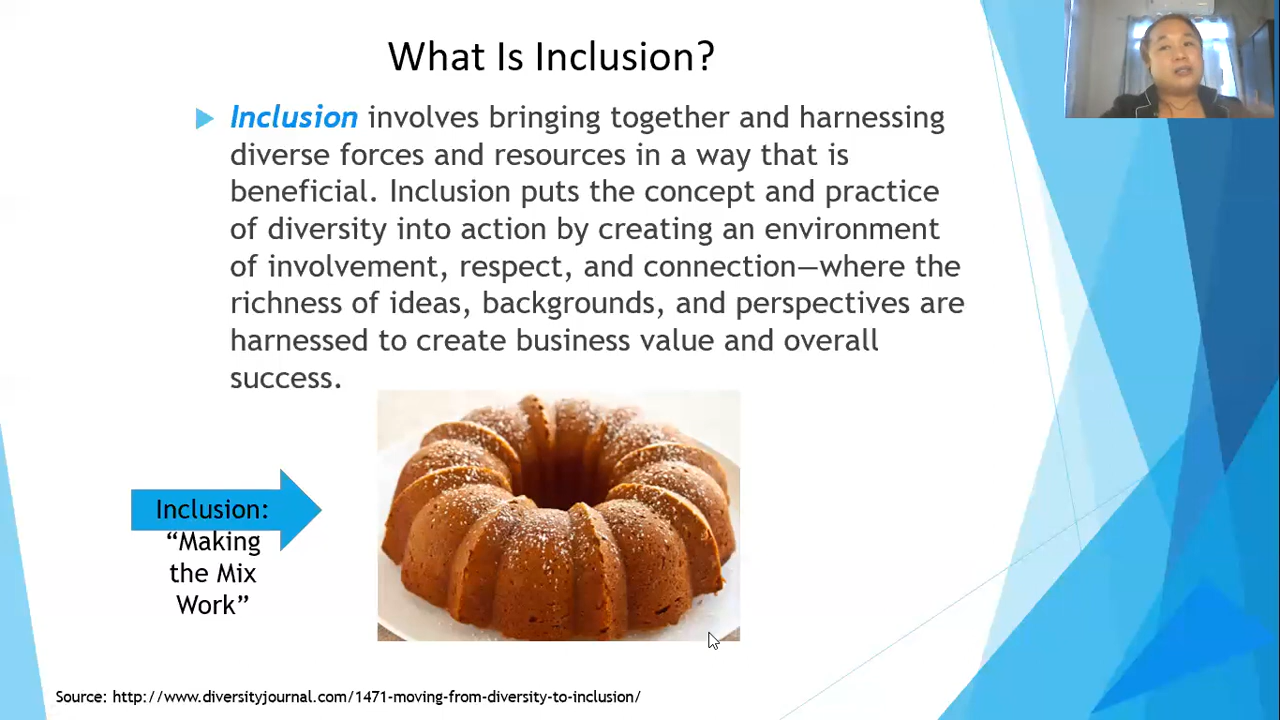 What Is Inclusion?
Inclusion involves bringing together and harnessing
diverse forces and resources in a way that is
beneficial. Inclusion puts the concept and practice
of diversity into action by creating an environment
of involvement, respect, and connection—where the
richness of ideas, backgrounds, and perspectives are
harnessed to create business value and overall
success.
Inclusion:
“Making
the Mix
Work”
Source: http://www.diversityjournal.com/1471-moving-from-diversity-to-inclusion/